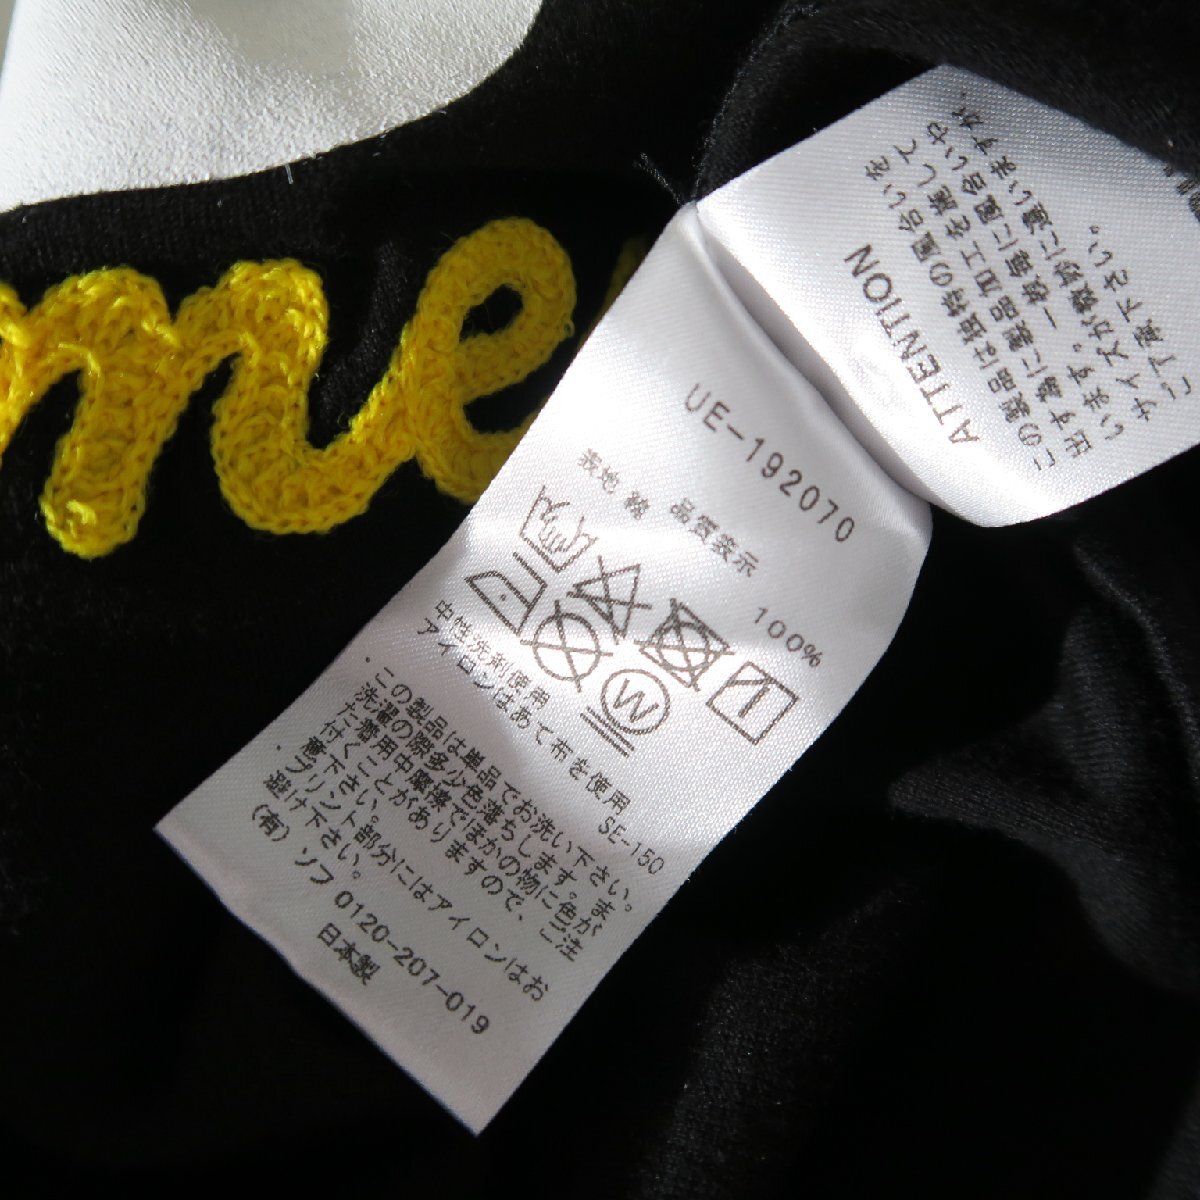 me
UE-192070
品質表示
表地 綿 100%
W
中性洗剤使用
アイロンはあて布を使用
SE-150
・この製品は単品でお洗い下さい。
洗濯の際多少色落ちします。ま
た着用中摩擦でほかの物に色が
付くことがありますので、ご注
意下さい。
・プリント部分にはアイロンはお
避け下さい。
(有) ソフ 0120-207-019
日本製
ATTENTION
この製品は独特の風合いを
出す為に製品加工を施して
います。一枚毎に風合いや
サイズが微妙に違いますが、
ご了承下さい。